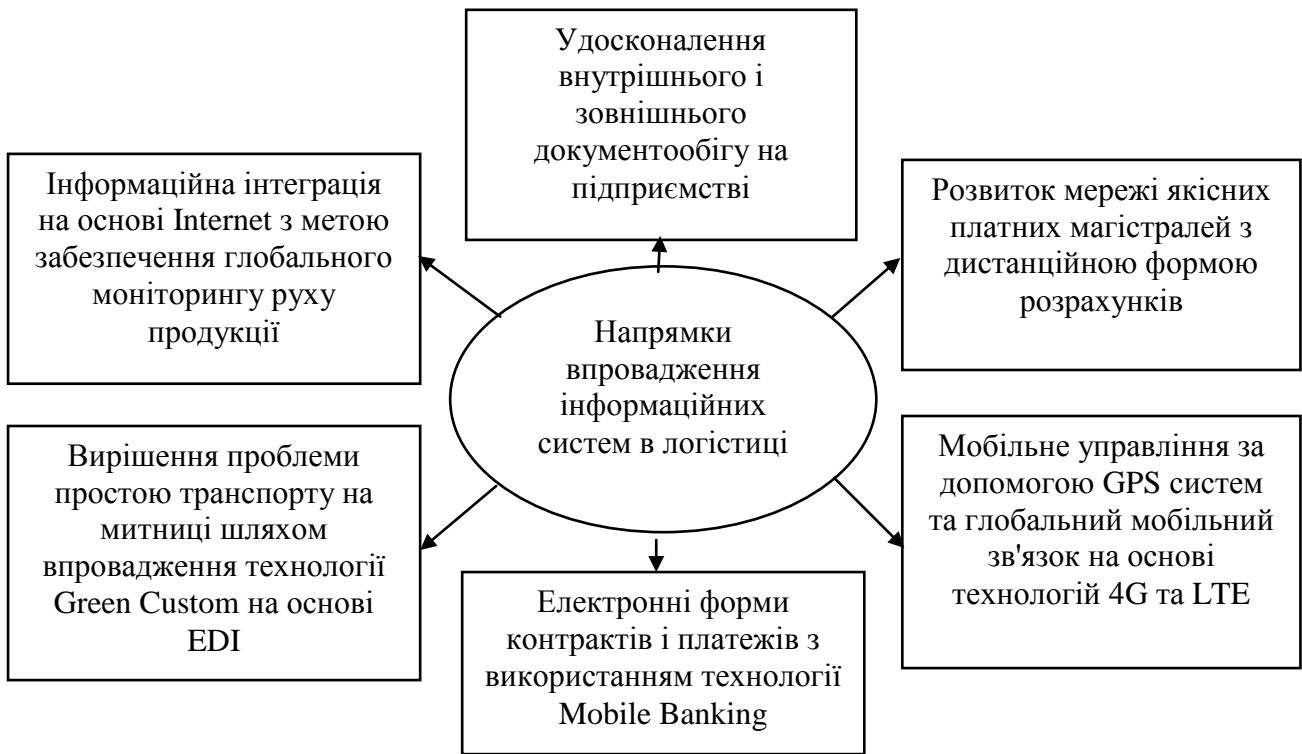 Удосконалення
внутрішнього і
зовнішнього
документообігу на
підприємстві
Інформаційна інтеграція
на основі Internet з метою
забезпечення глобального
моніторингу руху
продукції
Розвиток мережі якісних
платних магістралей з
дистанційною формою
розрахунків
Напрямки
впровадження
інформаційних
систем в логістиці
Вирішення проблеми
простою транспорту на
митниці шляхом
впровадження технології
Green Custom на основі
EDI
Мобільне управління за
допомогою GPS систем
та глобальний мобільний
зв'язок на основі
технологій 4G та LTE
Електронні форми
контрактів і платежів з
використанням технології
Mobile Banking